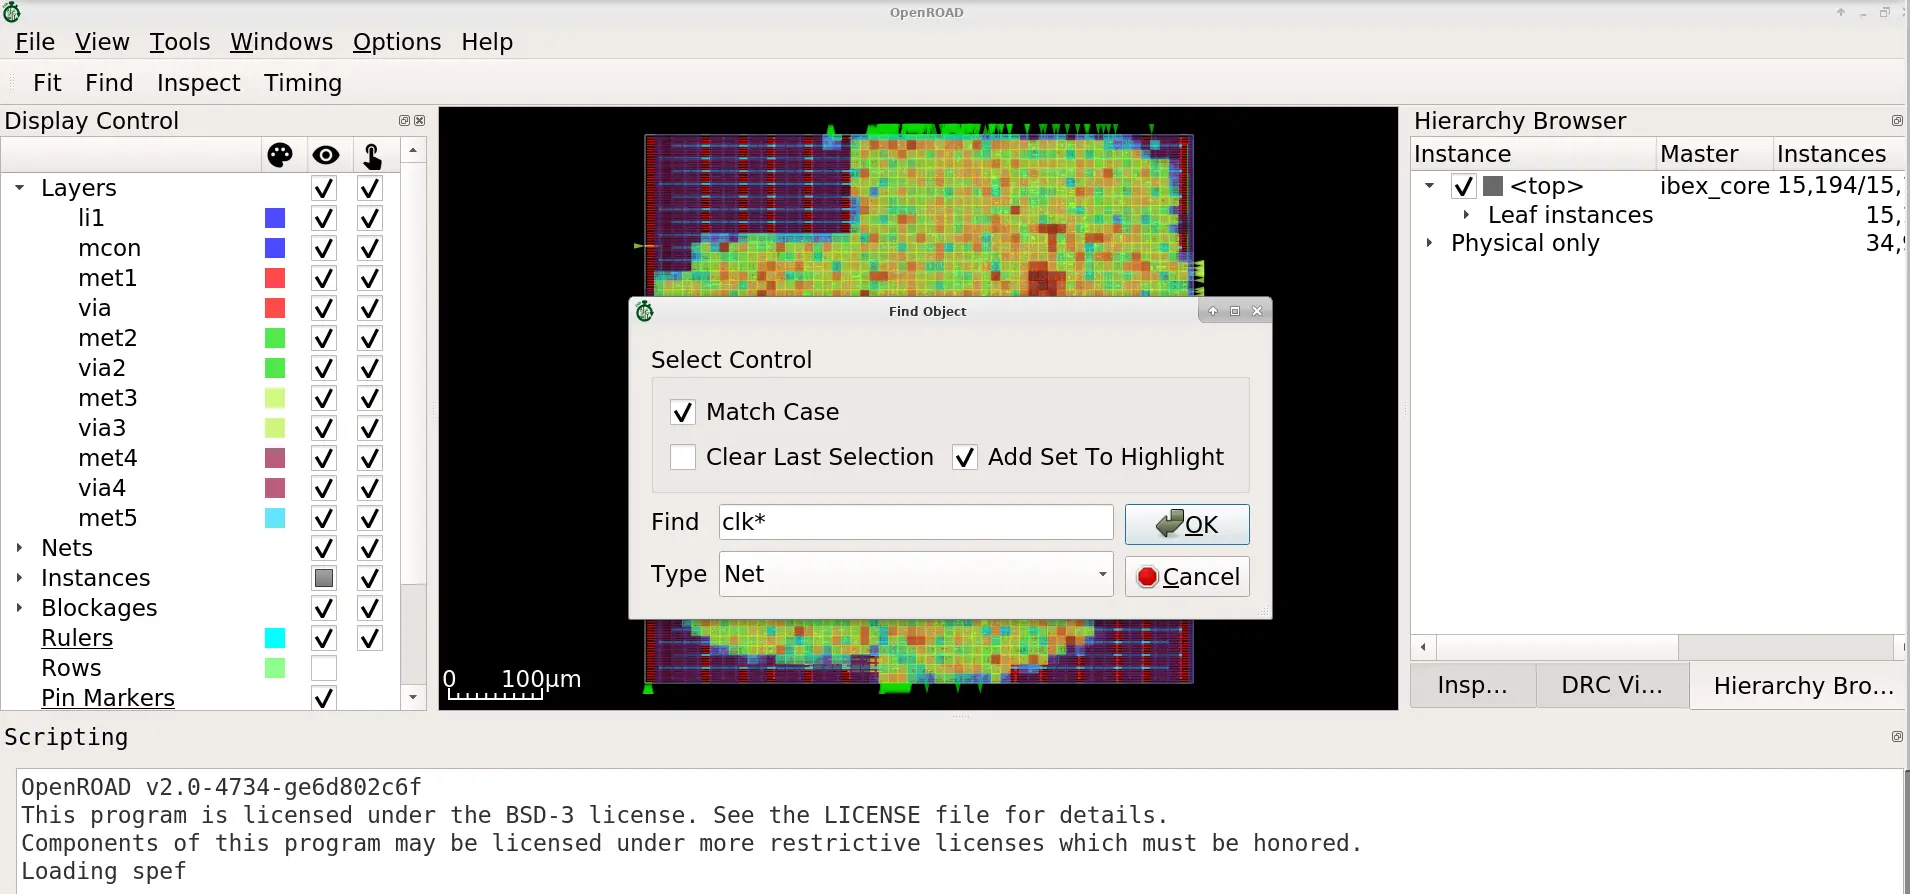 OpenROAD
File View Tools Windows Options Help
Fit Find Inspect Timing
Display Control
Layers
li1
mcon
met1
via
met2
via2
met3
via3
met4
via4
met5
Nets
Instances
Blockages
Rulers
Rows
Pin Markers
0 100μm
Find Object
Select Control
Match Case
Clear Last Selection Add Set To Highlight
Find clk* OK
Type Net Cancel
Hierarchy Browser
Instance Master Instances
<top> ibex_core 15,194/15,
Leaf instances 15,
Physical only 34,
Insp... DRC Vi... Hierarchy Bro...
Scripting
OpenROAD v2.0-4734-ge6d802c6f
This program is licensed under the BSD-3 license. See the LICENSE file for details.
Components of this program may be licensed under more restrictive licenses which must be honored.
Loading spef